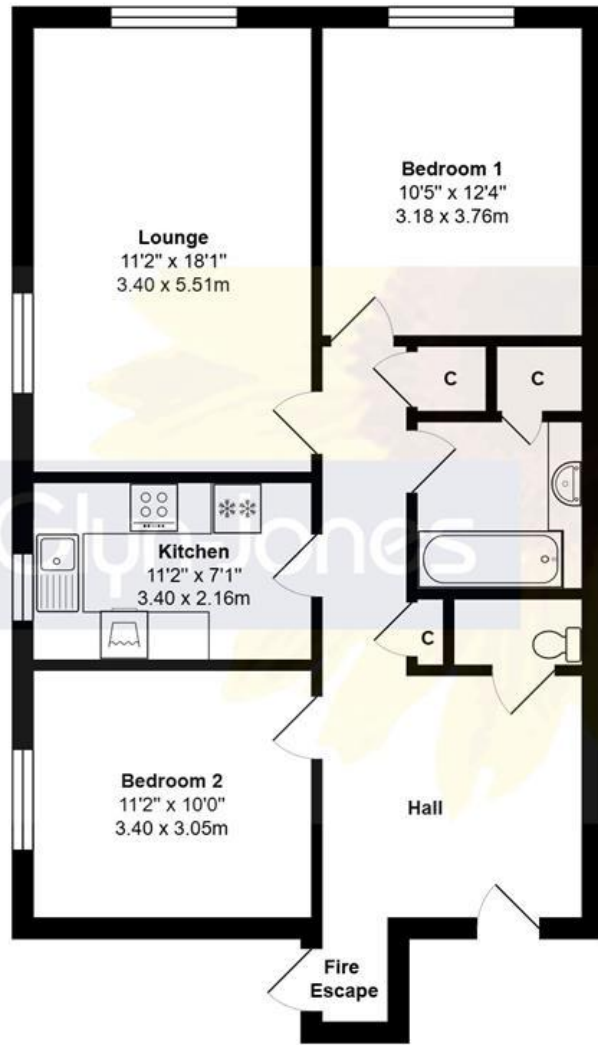 Bedroom 1
10'5" x 12'4"
3.18 x 3.76m
Lounge
11'2" x 18'1"
3.40 x 5.51m
C
C
Glyn-Jones
Kitchen
11'2" x 7'1"
3.40 x 2.16m
C
Bedroom 2
11'2" x 10'0"
3.40 x 3.05m
Hall
Fire
Escape